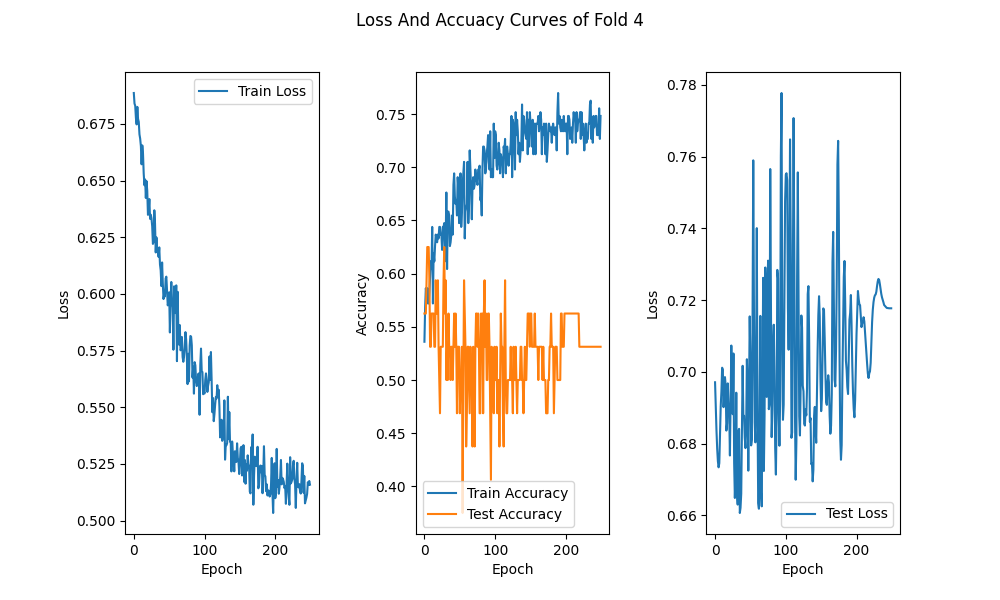 Loss And Accuacy Curves of Fold 4
Train Loss
0.675
0.650
0.625
0.600
0.575
0.550
0.525
0.500
Loss
0
100
200
Epoch
0.75
0.70
0.65
0.60
0.55
0.50
0.45
0.40
Accuracy
Train Accuracy
Test Accuracy
0
100
200
Epoch
0.78
0.76
0.74
0.72
0.70
0.68
0.66
Loss
Test Loss
0
100
200
Epoch